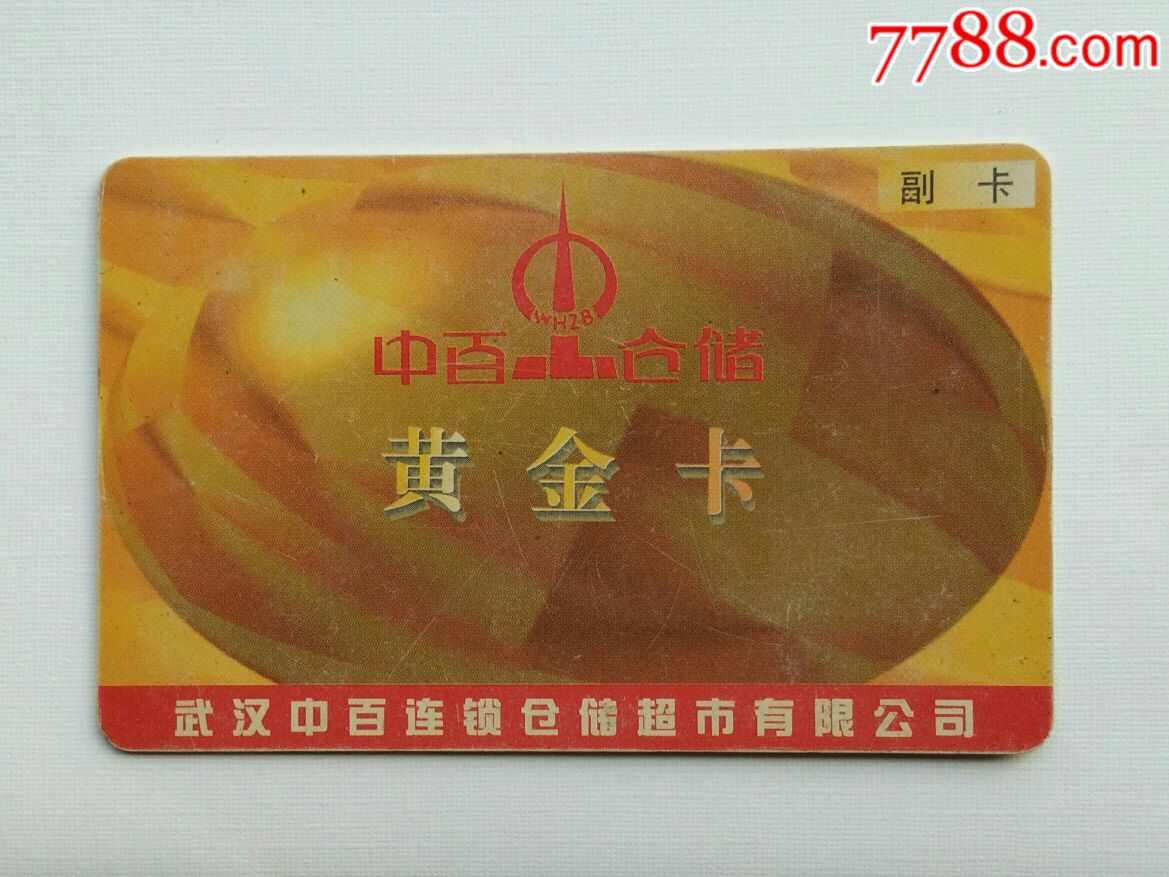 7788.com
副 卡
WHZB
中百 仓储
黄金卡
武汉中百连锁仓储超市有限公司